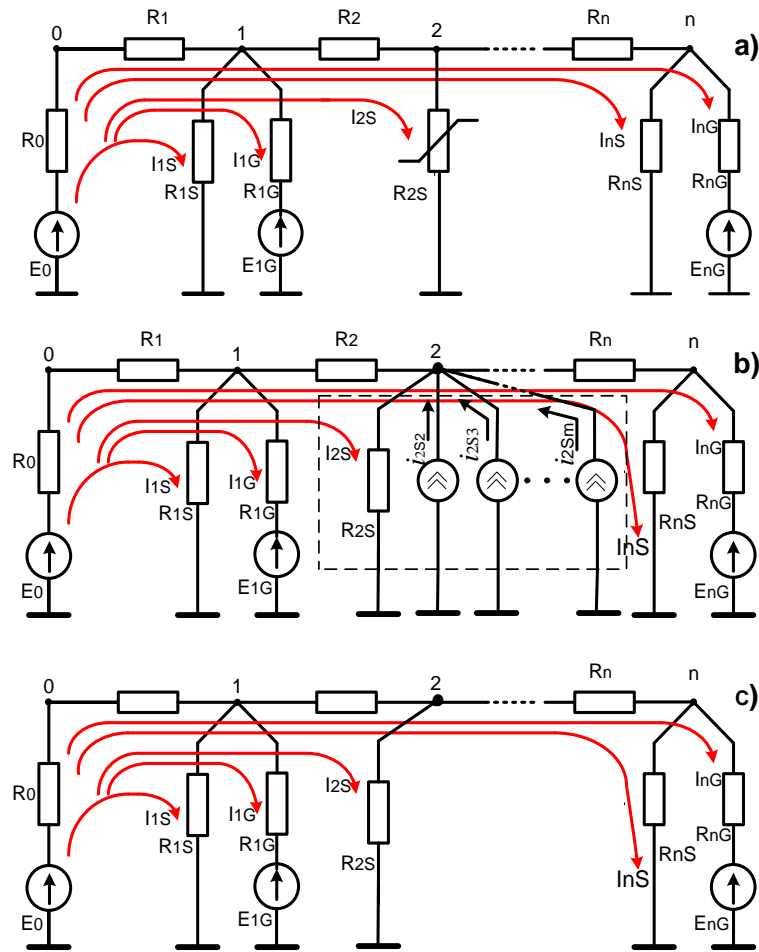 R1 R2 Rn
0 1 2 n a)
I2S InS InG
R0 I1S I1G
R1S R1G R2S RnS RnG
E0 E1G EnG
R1 R2 Rn
0 1 2 n b)
i2S2 i2S3 i2Sm
R0 I1S I1G I2S InG
R1S R1G R2S RnS RnG
InS
E0 E1G EnG
Rn
0 1 2 n c)
I2S InG
R0 I1S I1G
R1S R1G R2S RnS RnG
InS
E0 E1G EnG